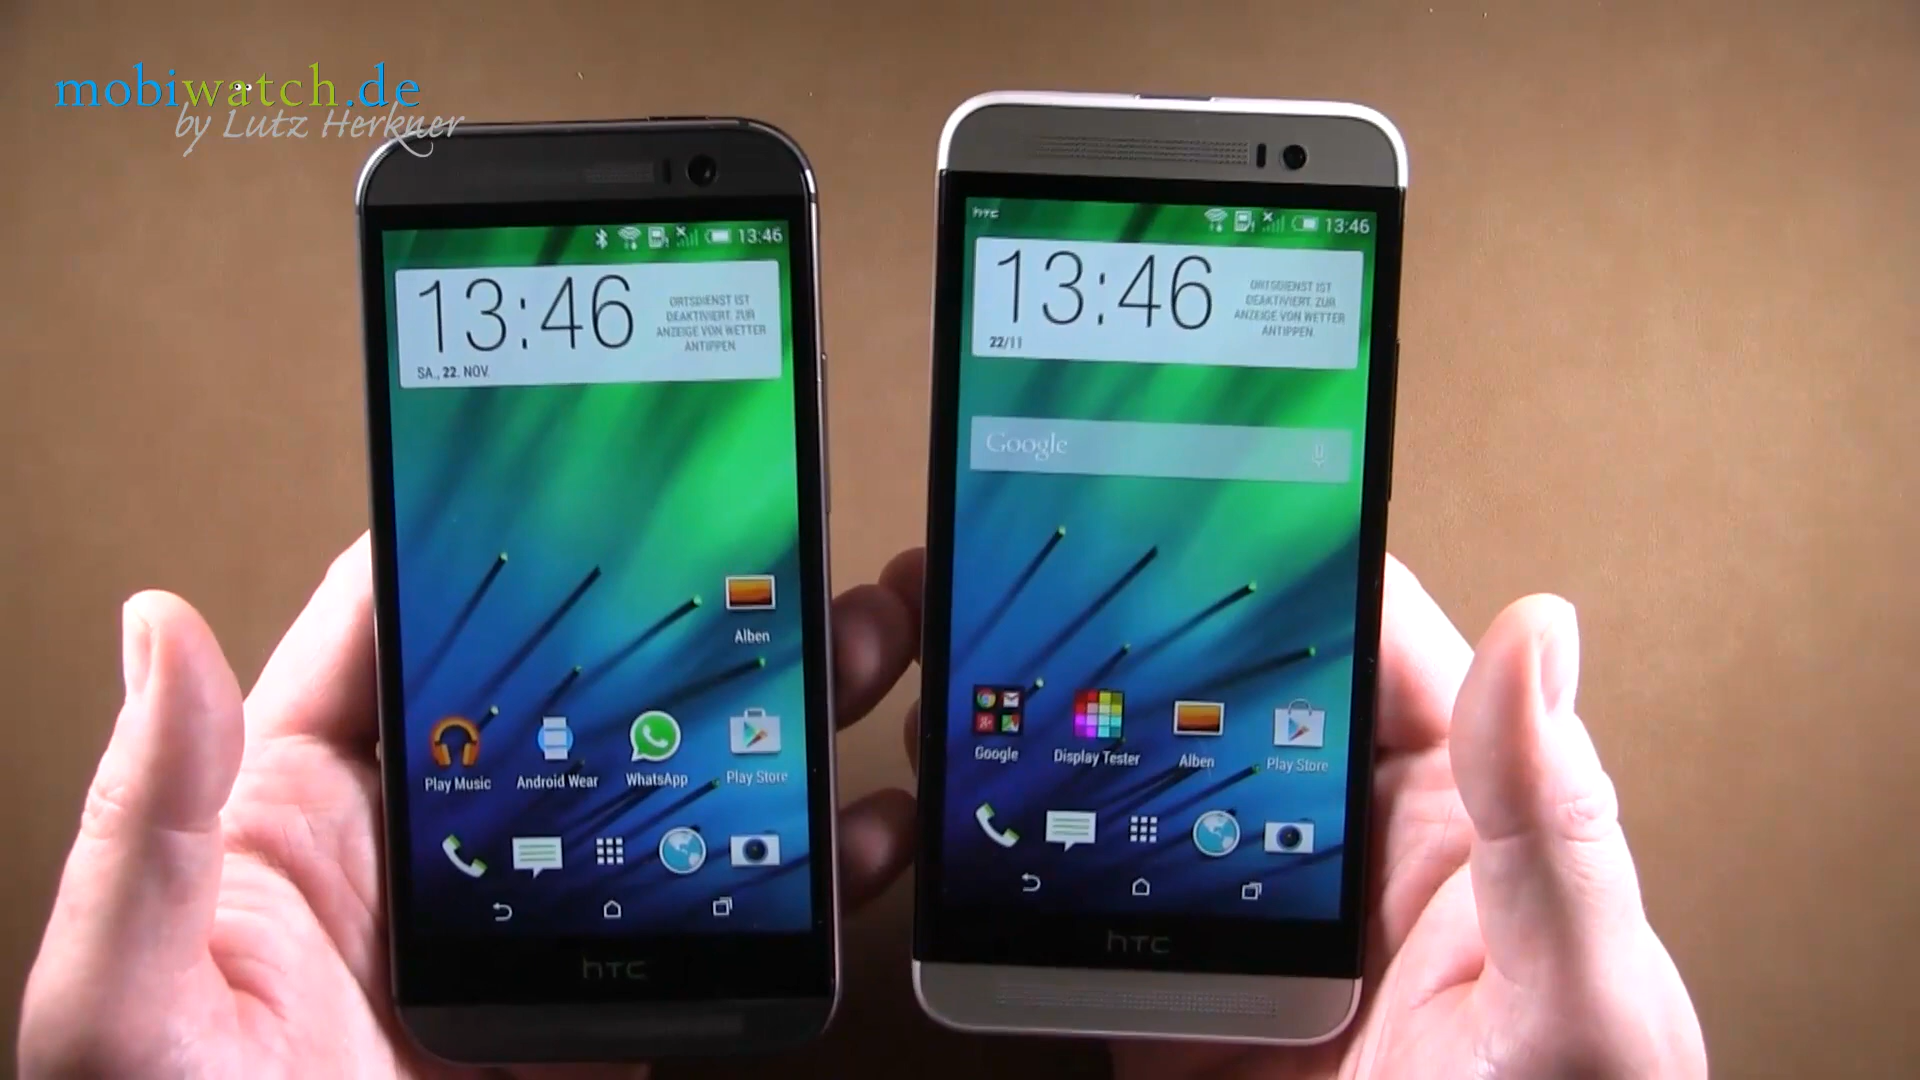 mobiwatch.de
by Lutz Herkner
13:46
13:46
ORTSDIENST IST
DEAKTIVIERT. ZUR
ANZEIGE VON WETTER
ANTIPPEN.
SA., 22. NOV.
Alben
Play Music
Android Wear
WhatsApp
Play Store
hTC
hTC
13:46
13:46
ORTSDIENST IST
DEAKTIVIERT. ZUR
ANZEIGE VON WETTER
ANTIPPEN.
22/11
Google
Google
Display Tester
Alben
Play Store
hTC